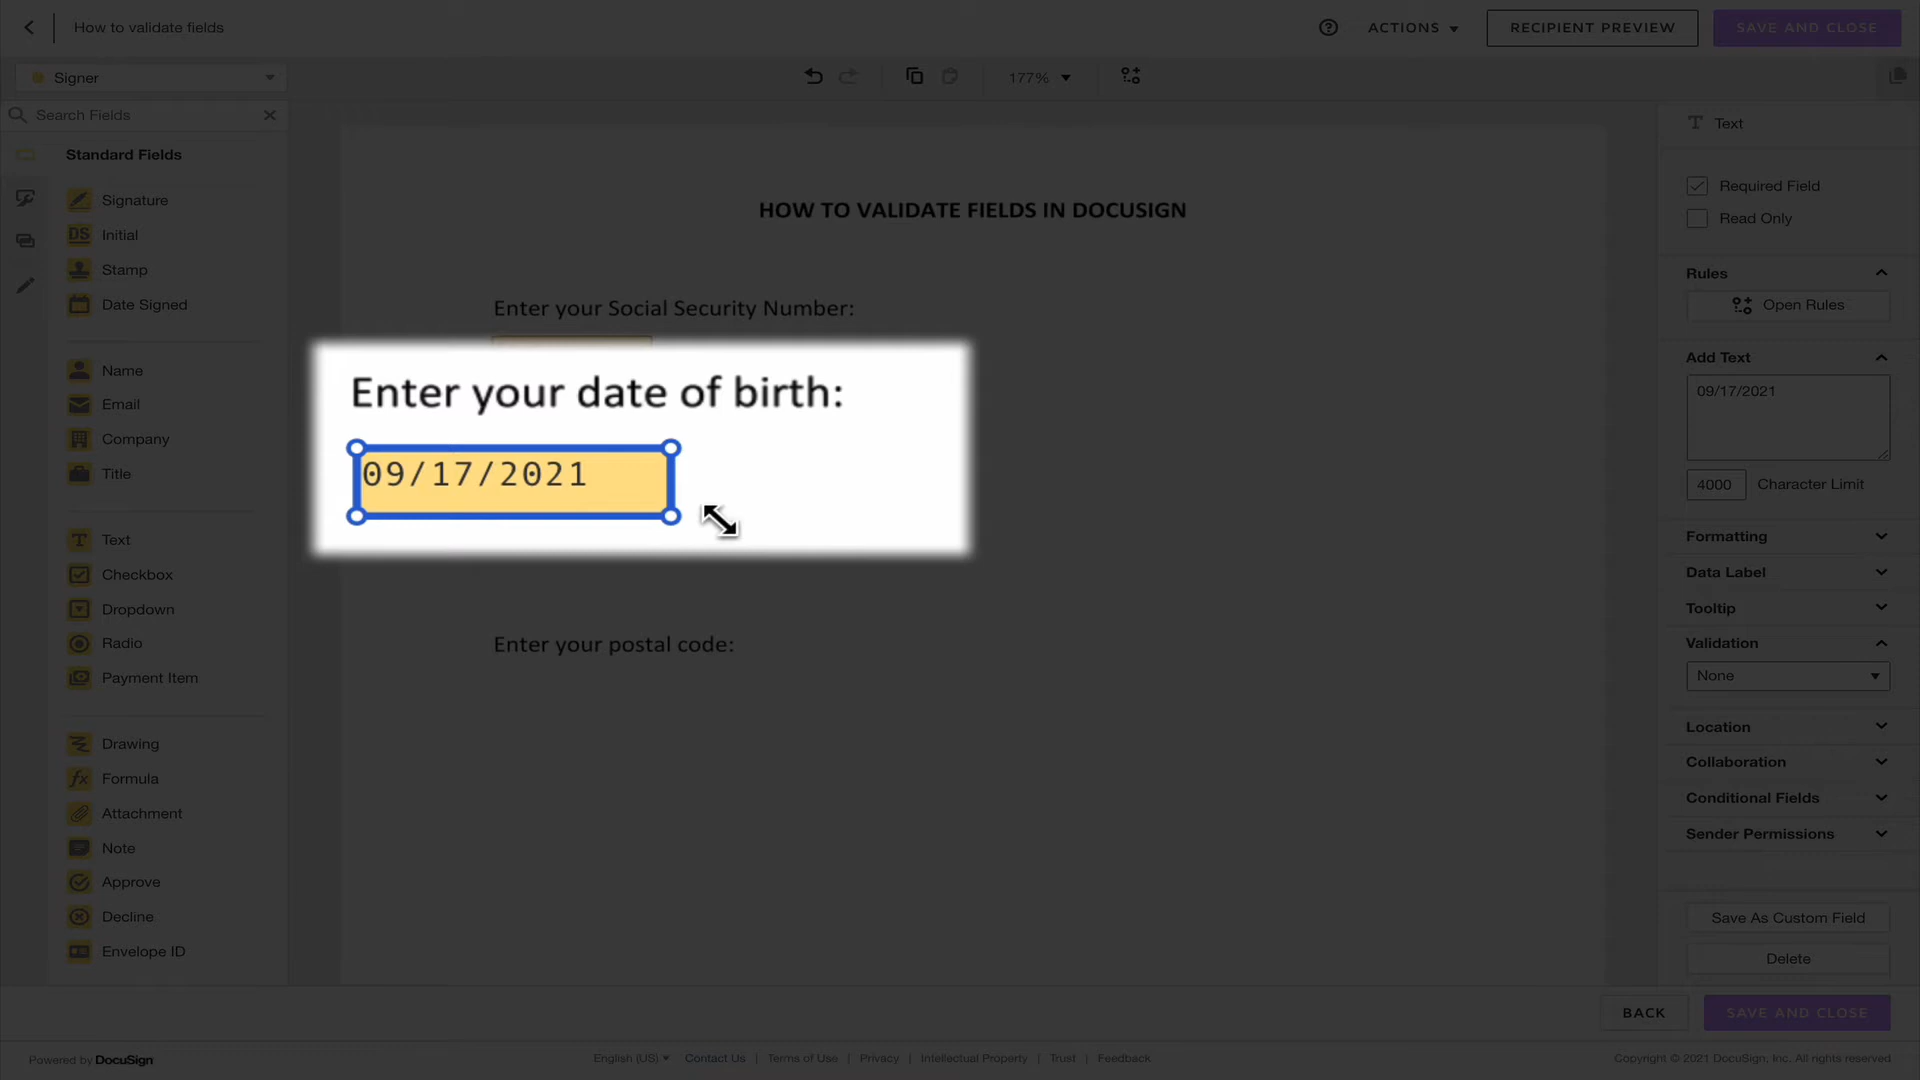 How to validate fields
ACTIONS
RECIPIENT PREVIEW
SAVE AND CLOSE
Signer
177%
Search Fields
Standard Fields
Signature
DS Initial
Stamp
Date Signed
Name
Email
Company
Title
Text
Checkbox
Dropdown
Radio
Payment Item
Drawing
fx Formula
Attachment
Note
Approve
Decline
Envelope ID
HOW TO VALIDATE FIELDS IN DOCUSIGN
Enter your Social Security Number:
Enter your date of birth:
09/17/2021
Enter your postal code:
Text
Required Field
Read Only
Rules
Open Rules
Add Text
09/17/2021
4000 Character Limit
Formatting
Data Label
Tooltip
Validation
None
Location
Collaboration
Conditional Fields
Sender Permissions
Save As Custom Field
Delete
BACK
SAVE AND CLOSE
Powered by DocuSign
English (US) Contact Us | Terms of Use | Privacy | Intellectual Property | Trust | Feedback
Copyright © 2021 DocuSign, Inc. All rights reserved